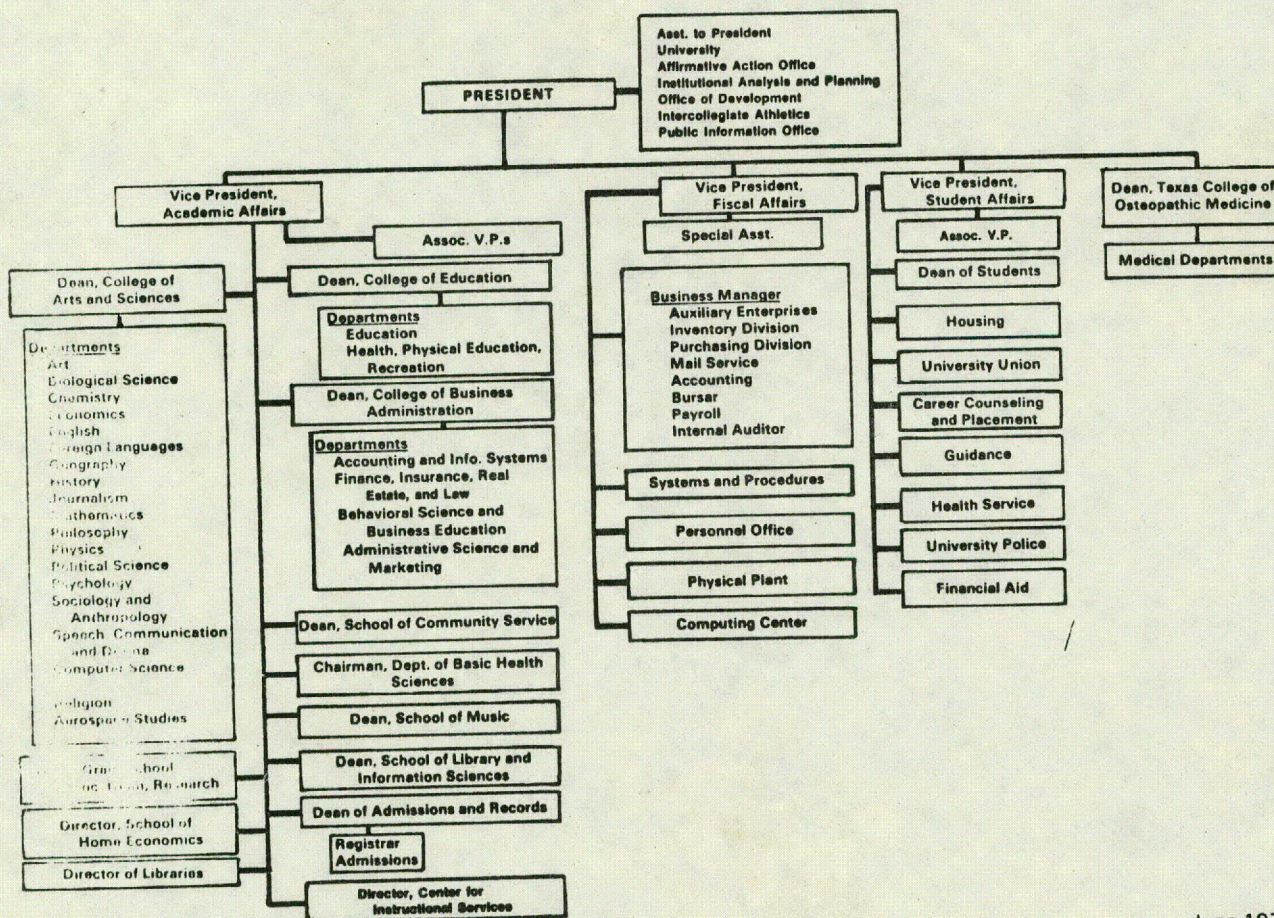 PRESIDENT
Asst. to President
University
Affirmative Action Office
Institutional Analysis and Planning
Office of Development
Intercollegiate Athletics
Public Information Office
Vice President,
Academic Affairs
Assoc. V.P.s
Dean, College of
Arts and Sciences
Departments
Art
Biological Science
Chemistry
Economics
English
Foreign Languages
Geography
History
Journalism
Mathematics
Philosophy
Physics
Political Science
Psychology
Sociology and
Anthropology
Speech Communication
and Drama
Computer Science
Religion
Aerospace Studies
School
Research
Director, School of
Home Economics
Director of Libraries
Dean, College of Education
Departments
Education
Health, Physical Education,
Recreation
Dean, College of Business
Administration
Departments
Accounting and Info. Systems
Finance, Insurance, Real
Estate, and Law
Behavioral Science and
Business Education
Administrative Science and
Marketing
Dean, School of Community Service
Chairman, Dept. of Basic Health
Sciences
Dean, School of Music
Dean, School of Library and
Information Sciences
Dean of Admissions and Records
Registrar
Admissions
Director, Center for
Instructional Services
Vice President,
Fiscal Affairs
Special Asst.
Business Manager
Auxiliary Enterprises
Inventory Division
Purchasing Division
Mail Service
Accounting
Bursar
Payroll
Internal Auditor
Systems and Procedures
Personnel Office
Physical Plant
Computing Center
Vice President,
Student Affairs
Assoc. V.P.
Dean of Students
Housing
University Union
Career Counseling
and Placement
Guidance
Health Service
University Police
Financial Aid
Dean, Texas College of
Osteopathic Medicine
Medical Departments